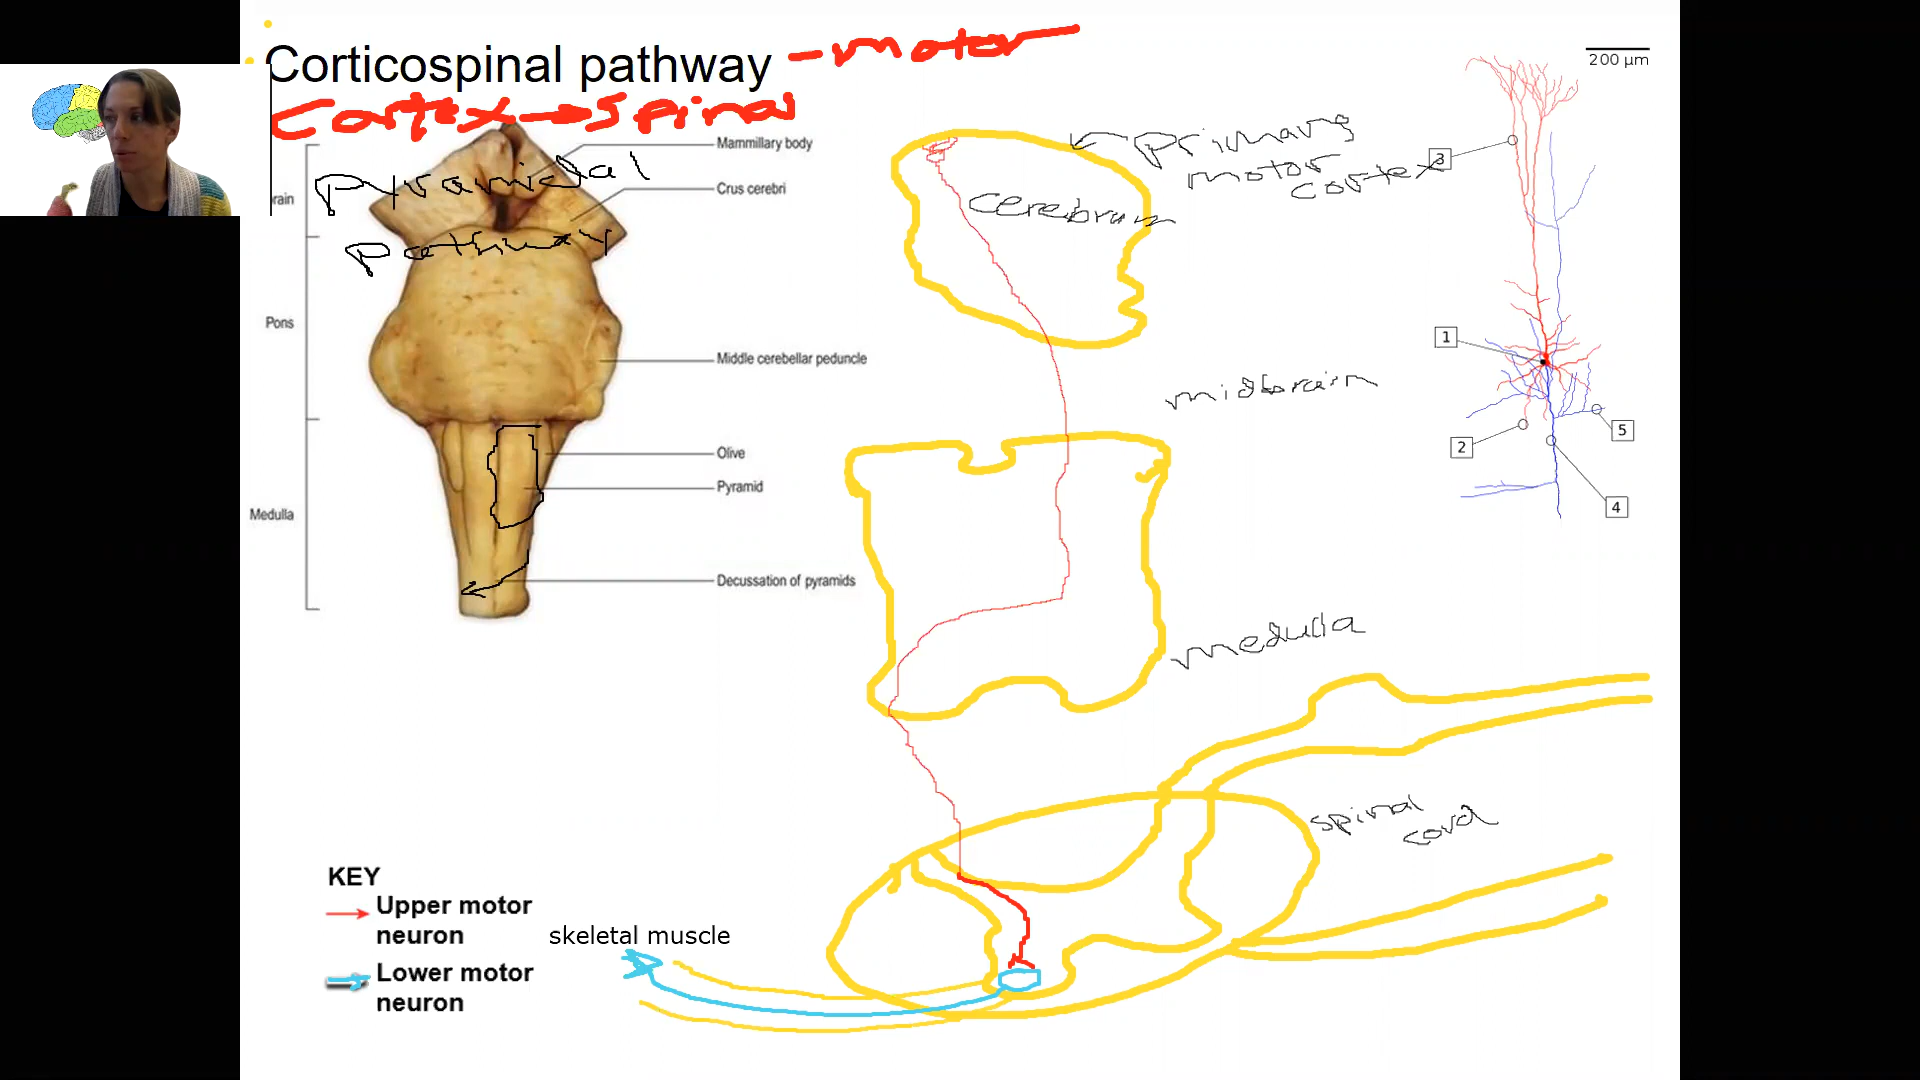 Corticospinal pathway - motor
Cortex → spinal
Pyramidal
pathway
rain
Pons
Medulla
Mammillary body
Crus cerebri
Middle cerebellar peduncle
Olive
Pyramid
Decussation of pyramids
primary
motor
cortex
cerebrum
midbrain
medulla
spinal
cord
200 µm
3
1
2
5
4
KEY
Upper motor
neuron
Lower motor
neuron
skeletal muscle